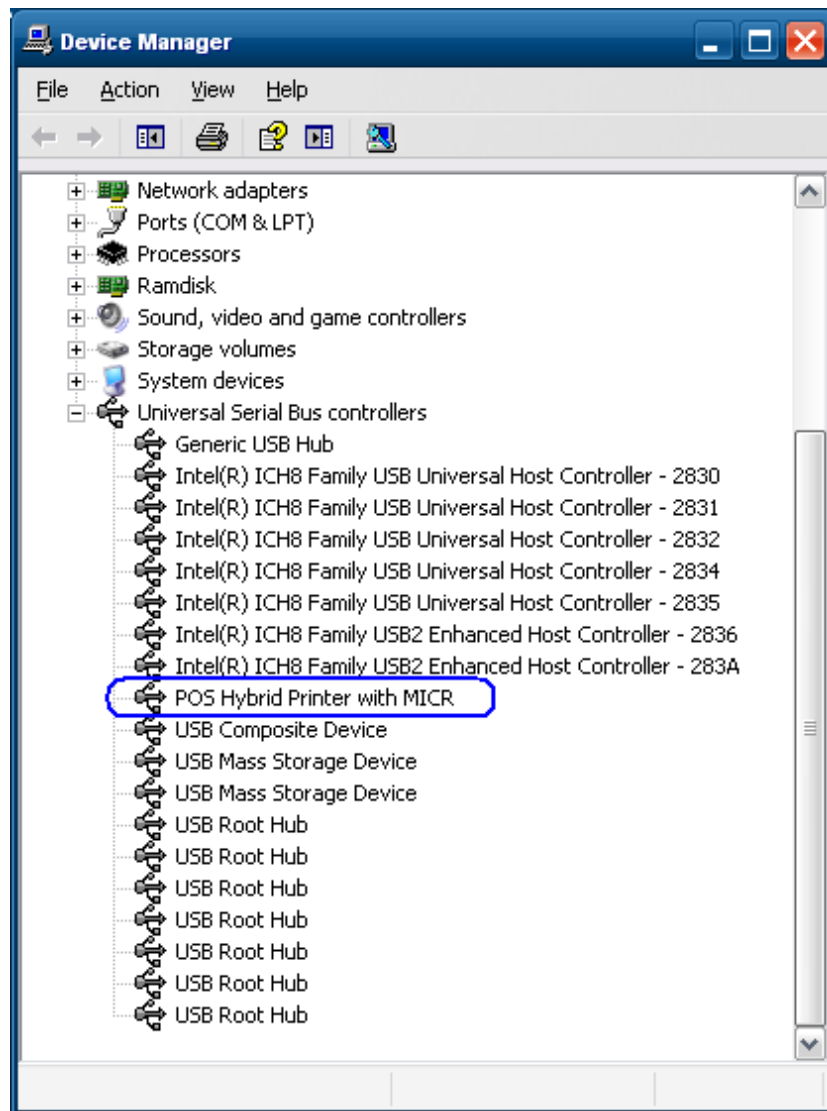 Device Manager
File Action View Help
Network adapters
Ports (COM & LPT)
Processors
Ramdisk
Sound, video and game controllers
Storage volumes
System devices
Universal Serial Bus controllers
Generic USB Hub
Intel(R) ICH8 Family USB Universal Host Controller - 2830
Intel(R) ICH8 Family USB Universal Host Controller - 2831
Intel(R) ICH8 Family USB Universal Host Controller - 2832
Intel(R) ICH8 Family USB Universal Host Controller - 2834
Intel(R) ICH8 Family USB Universal Host Controller - 2835
Intel(R) ICH8 Family USB2 Enhanced Host Controller - 2836
Intel(R) ICH8 Family USB2 Enhanced Host Controller - 283A
POS Hybrid Printer with MICR
USB Composite Device
USB Mass Storage Device
USB Mass Storage Device
USB Root Hub
USB Root Hub
USB Root Hub
USB Root Hub
USB Root Hub
USB Root Hub
USB Root Hub